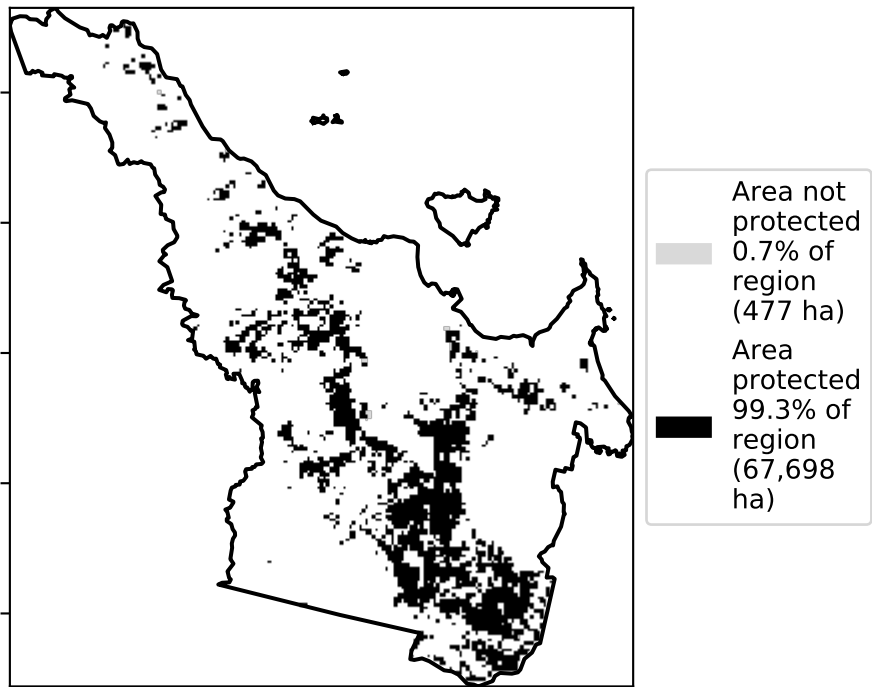 Area not
protected
0.7% of
region
(477 ha)
Area
protected
99.3% of
region
(67,698
ha)